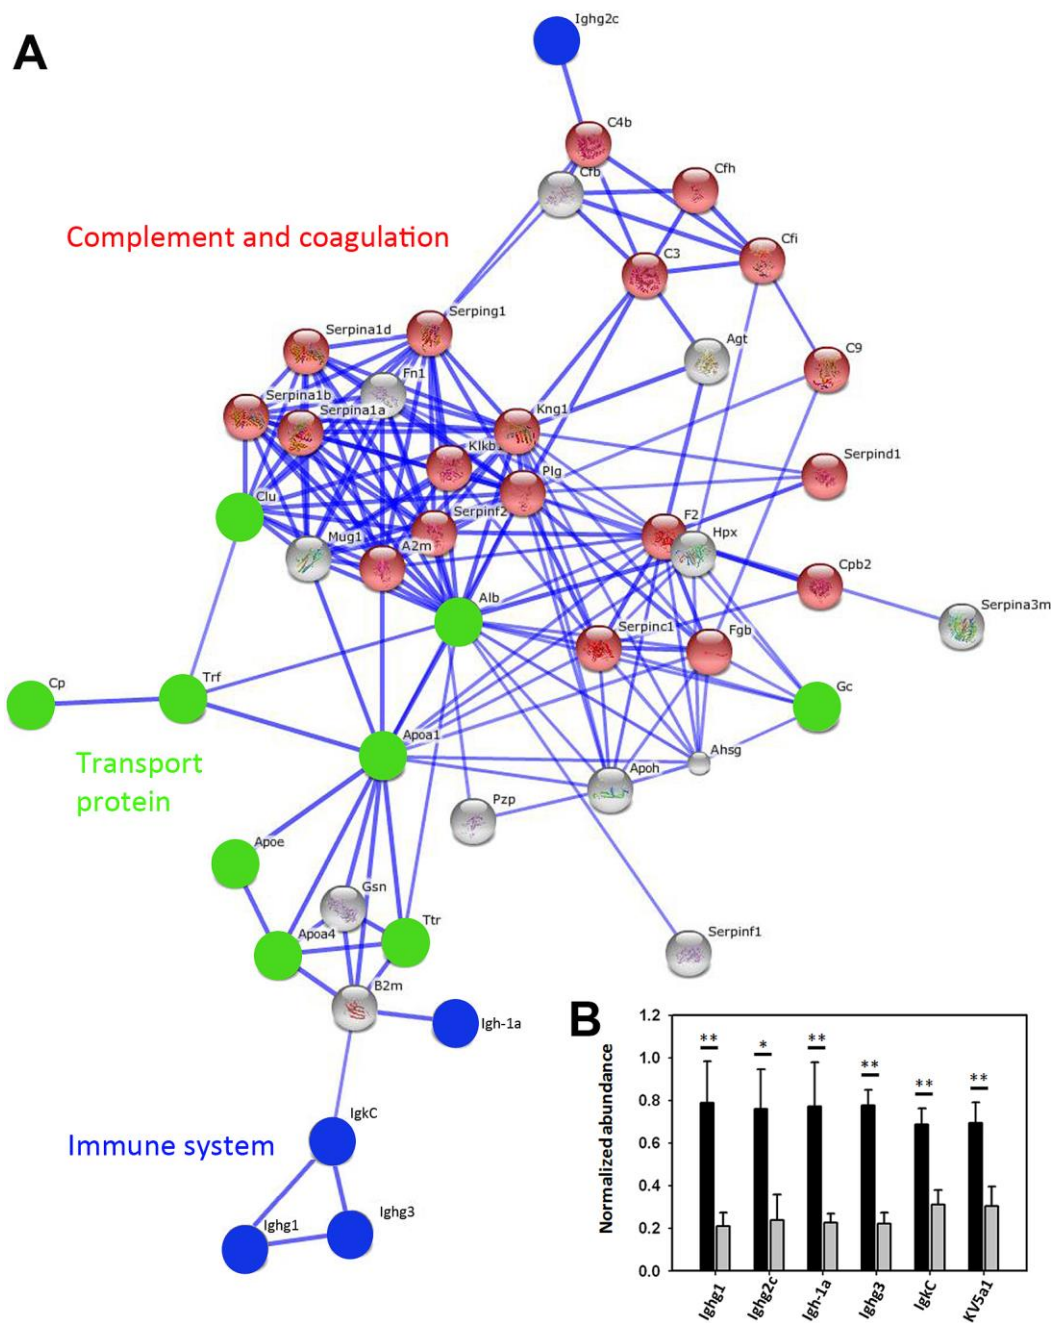 A
Ighg2c
C4b
Cfb
Cfh
Complement and coagulation
Cfi
C3
Serping1
Serpina1d
Agt
C9
Fn1
Serpina1b
Serpina1a
Kng1
Klkb1
Plg
Serpind1
Clu
Serpinf2
F2
Hpx
Mug1
A2m
Cpb2
Alb
Serpina3m
Serpinc1
Fgb
Cp
Trf
Gc
Apoa1
Ahsg
Transport
protein
Apoh
Pzp
Apoe
Gsn
Ttr
Apoa4
Serpinf1
B2m
Igh-1a
IgkC
Immune system
Ighg3
Ighg1
B
Normalized abundance
1.2
1.0
0.8
0.6
0.4
0.2
0.0
** * ** ** ** **
Ighg1 Ighg2c Igh-1a Ighg3 IgkC KV5a1